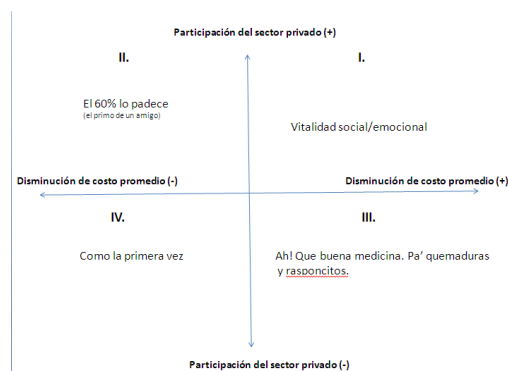 Participación del sector privado (+)
II.
I.
El 60% lo padece
(el primo de un amigo)
Vitalidad social/emocional
Disminución de costo promedio (-)
Disminución de costo promedio (+)
IV.
III.
Como la primera vez
Ah! Que buena medicina. Pa’ quemaduras
y rasponcitos.
Participación del sector privado (-)